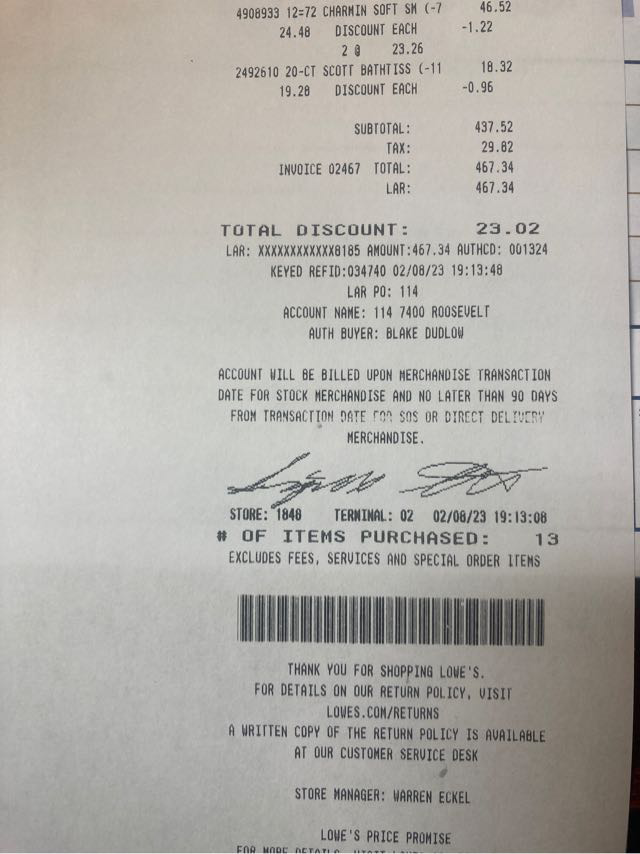 4908933 12=72 CHARMIN SOFT SM (-7 46.52
24.48 DISCOUNT EACH -1.22
2 @ 23.26
2492610 20-CT SCOTT BATHTISS (-11 18.32
19.28 DISCOUNT EACH -0.96
SUBTOTAL: 437.52
TAX: 29.82
INVOICE 02467 TOTAL: 467.34
LAR: 467.34
TOTAL DISCOUNT: 23.02
LAR: XXXXXXXXXXXX8185 AMOUNT:467.34 AUTHCD: 001324
KEYED REFID:034740 02/08/23 19:13:48
LAR PO: 114
ACCOUNT NAME: 114 7400 ROOSEVELT
AUTH BUYER: BLAKE DUDLOW
ACCOUNT WILL BE BILLED UPON MERCHANDISE TRANSACTION
DATE FOR STOCK MERCHANDISE AND NO LATER THAN 90 DAYS
FROM TRANSACTION DATE FOR SOS OR DIRECT DELIVERY
MERCHANDISE.
STORE: 1848 TERMINAL: 02 02/08/23 19:13:08
# OF ITEMS PURCHASED: 13
EXCLUDES FEES, SERVICES AND SPECIAL ORDER ITEMS
THANK YOU FOR SHOPPING LOWE'S.
FOR DETAILS ON OUR RETURN POLICY, VISIT
LOWES.COM/RETURNS
A WRITTEN COPY OF THE RETURN POLICY IS AVAILABLE
AT OUR CUSTOMER SERVICE DESK
STORE MANAGER: WARREN ECKEL
LOWE'S PRICE PROMISE
FOR MORE DETAILS